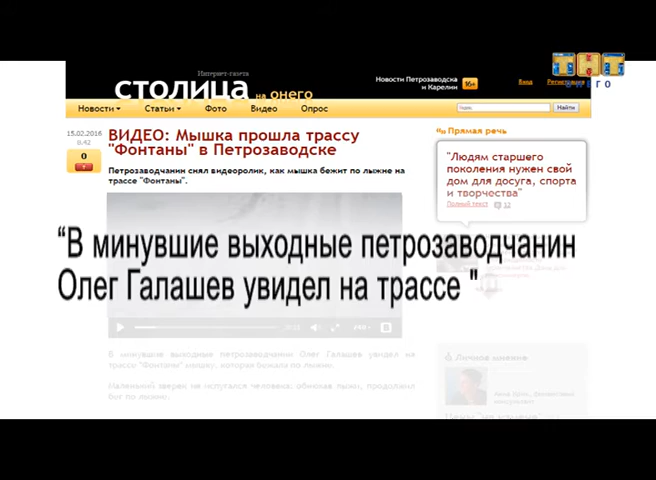 ТНТ
ОНЕГО
Интернет-газета
СТОЛИЦА на онего
Новости Петрозаводска
и Карелии
16+
Вход
Регистрация
Новости
Статьи
Фото
Видео
Опрос
Найти
15.02.2016
0
ВИДЕО: Мышка прошла трассу
"Фонтаны" в Петрозаводске
Петрозаводчанин снял видеоролик, как мышка бежит по лыжне на
трассе "Фонтаны".
Прямая речь
"Людям старшего
поколения нужен свой
дом для досуга, спорта
и творчества"
Полный текст
“В минувшие выходные петрозаводчанин
Олег Галашев увидел на трассе "
В минувшие выходные петрозаводчанин Олег Галашев увидел на
трассе "Фонтаны" мышку, которая бежала по лыжне.
Маленький зверек не испугался человека: обнюхав лыжи, продолжил
бег по лыжне.
Личное мнение